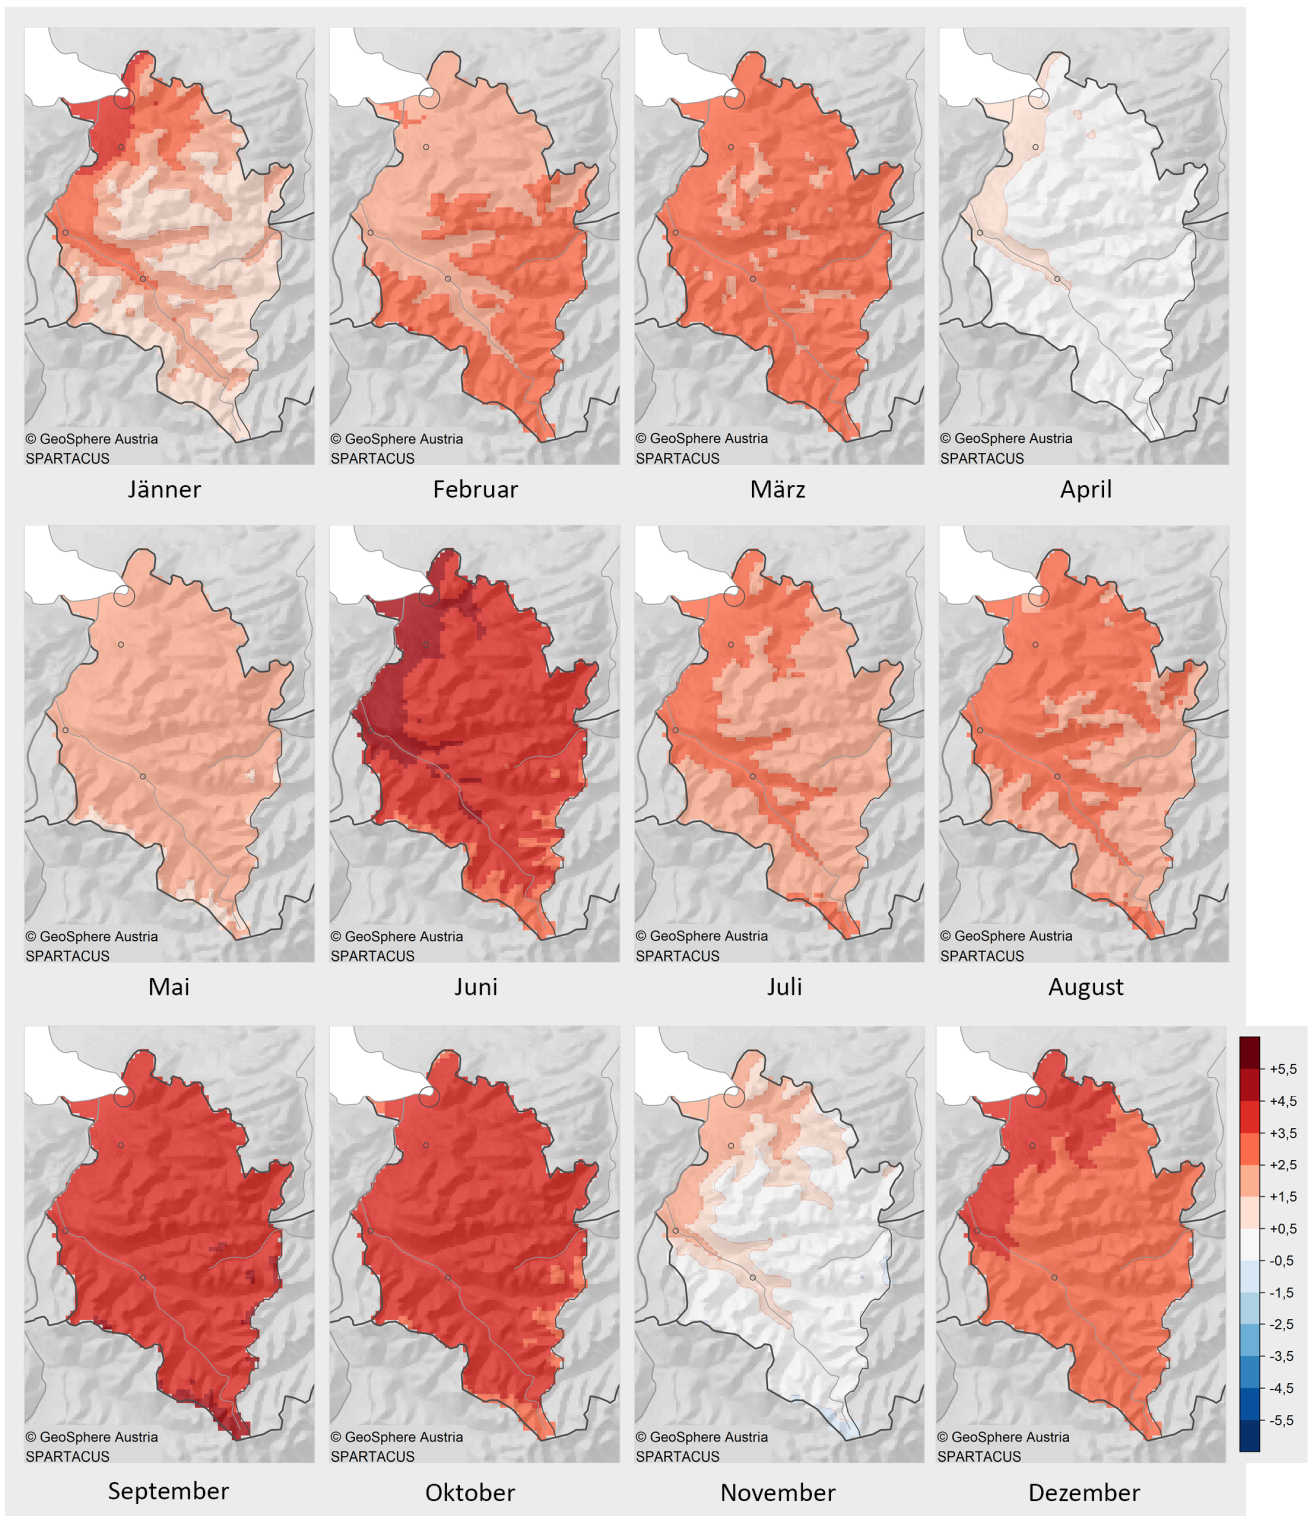 © GeoSphere Austria
SPARTACUS
© GeoSphere Austria
SPARTACUS
© GeoSphere Austria
SPARTACUS
© GeoSphere Austria
SPARTACUS
Jänner
Februar
März
April
© GeoSphere Austria
SPARTACUS
© GeoSphere Austria
SPARTACUS
© GeoSphere Austria
SPARTACUS
© GeoSphere Austria
SPARTACUS
Mai
Juni
Juli
August
© GeoSphere Austria
SPARTACUS
© GeoSphere Austria
SPARTACUS
© GeoSphere Austria
SPARTACUS
© GeoSphere Austria
SPARTACUS
+5,5
+4,5
+3,5
+2,5
+1,5
+0,5
-0,5
-1,5
-2,5
-3,5
-4,5
-5,5
September
Oktober
November
Dezember